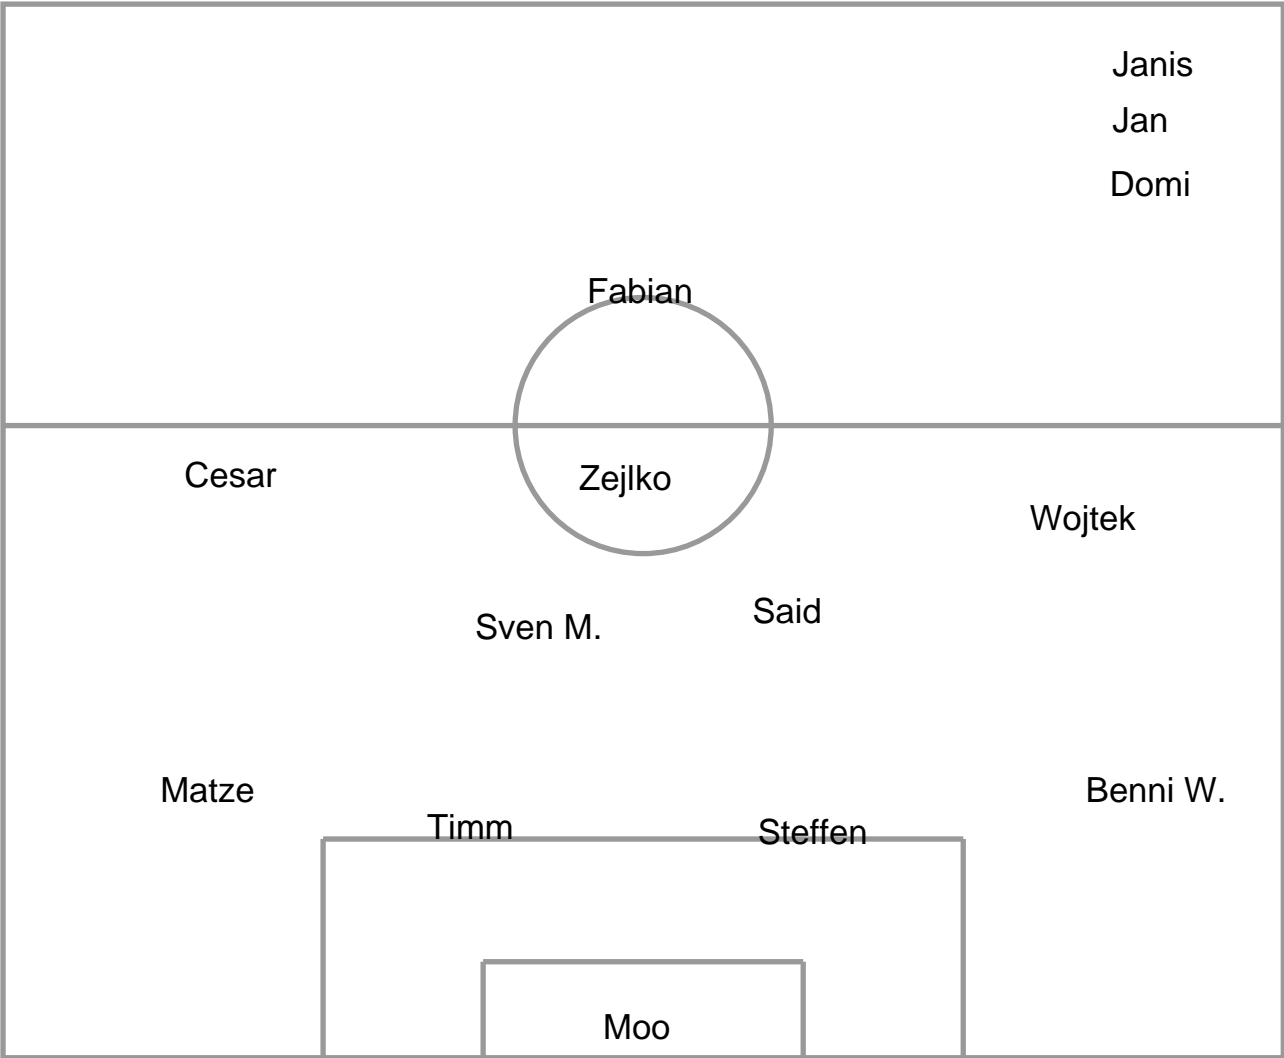 Janis
Jan
Domi
Fabian
Cesar
Zejlko
Wojtek
Said
Sven M.
Matze
Benni W.
Timm
Steffen
Moo